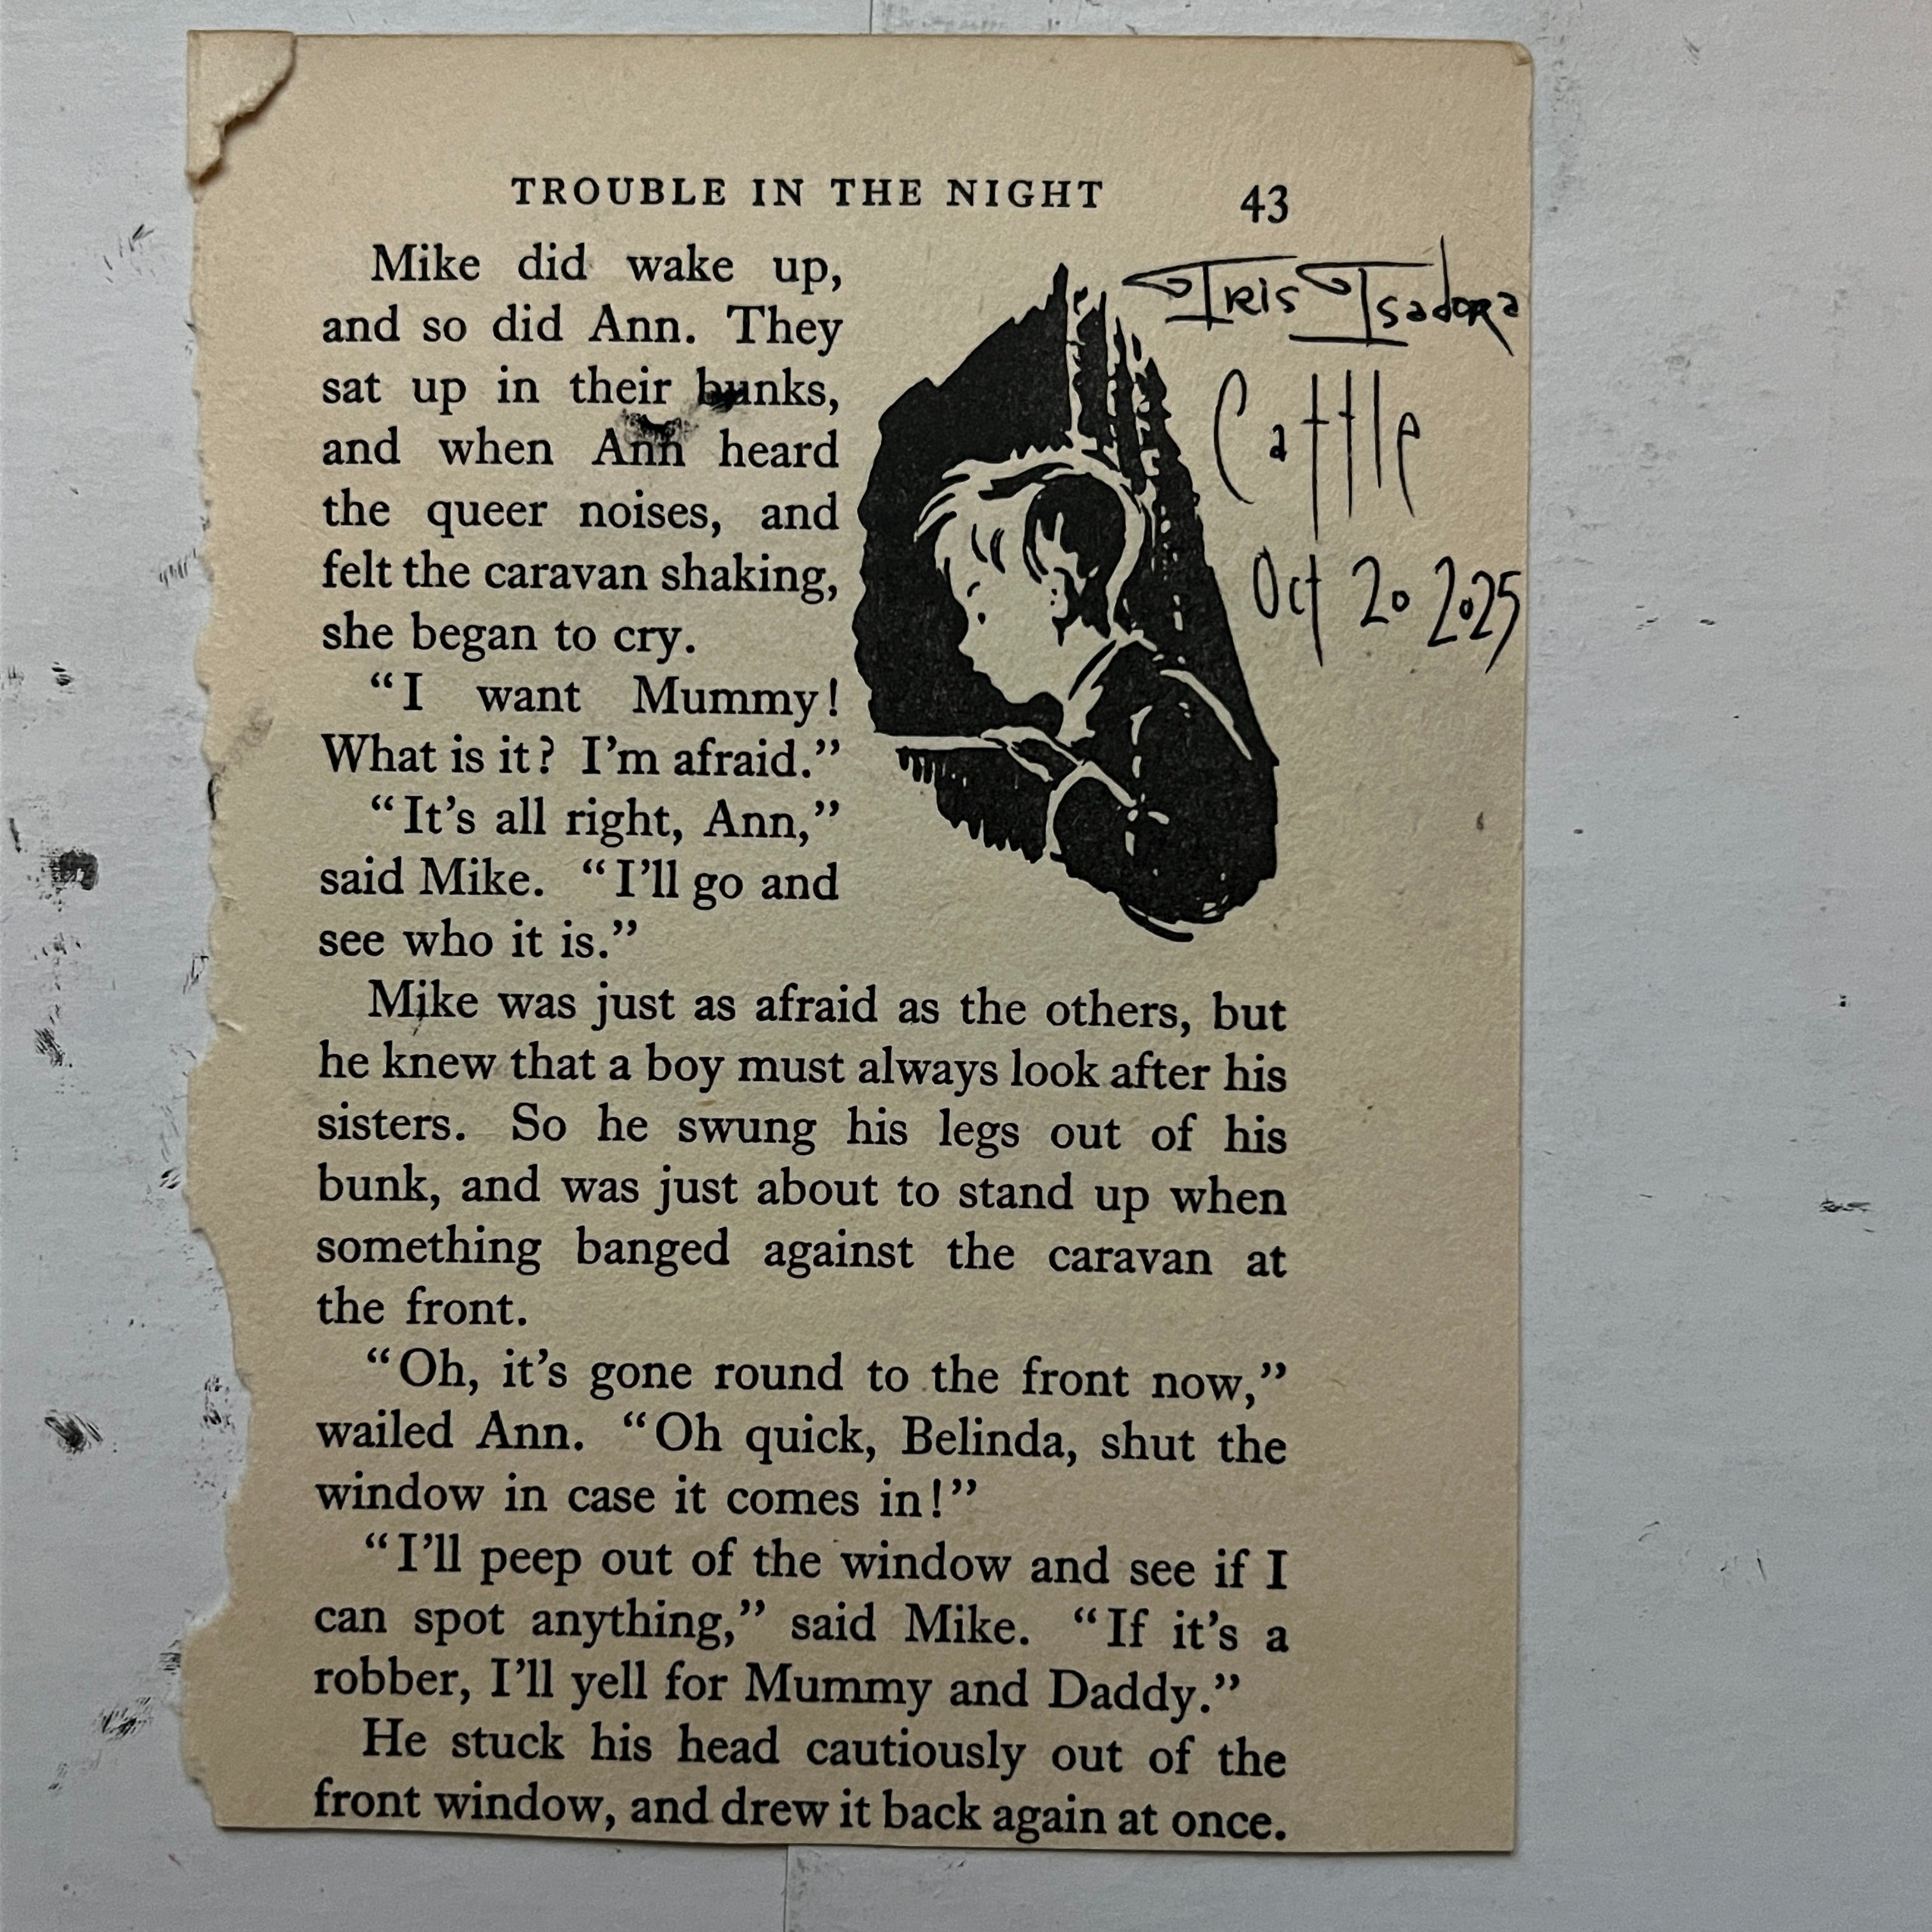 TROUBLE IN THE NIGHT 43
Mike did wake up,
and so did Ann. They
sat up in their bunks,
and when Ann heard
the queer noises, and
felt the caravan shaking,
she began to cry.
“I want Mummy!
What is it? I’m afraid.”
“It’s all right, Ann,”
said Mike. “I’ll go and
see who it is.”
Iris Isadora
Cattle
Oct 20 2025
Mike was just as afraid as the others, but
he knew that a boy must always look after his
sisters. So he swung his legs out of his
bunk, and was just about to stand up when
something banged against the caravan at
the front.
“Oh, it’s gone round to the front now,”
wailed Ann. “Oh quick, Belinda, shut the
window in case it comes in!”
“I’ll peep out of the window and see if I
can spot anything,” said Mike. “If it’s a
robber, I’ll yell for Mummy and Daddy.”
He stuck his head cautiously out of the
front window, and drew it back again at once.